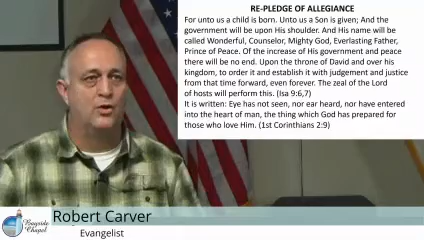 RE-PLEDGE OF ALLEGIANCE
For unto us a child is born. Unto us a Son is given; And the
government will be upon His shoulder. And His name will be
called Wonderful, Counselor, Mighty God, Everlasting Father,
Prince of Peace. Of the increase of His government and peace
there will be no end. Upon the throne of David and over his
kingdom, to order it and establish it with judgement and justice
from that time forward, even forever. The zeal of the Lord
of hosts will perform this. (Isa 9:6,7)
It is written: Eye has not seen, nor ear heard, nor have entered
into the heart of man, the thing which God has prepared for
those who love Him. (1st Corinthians 2:9)
Robert Carver
Evangelist
Bayside
Chapel